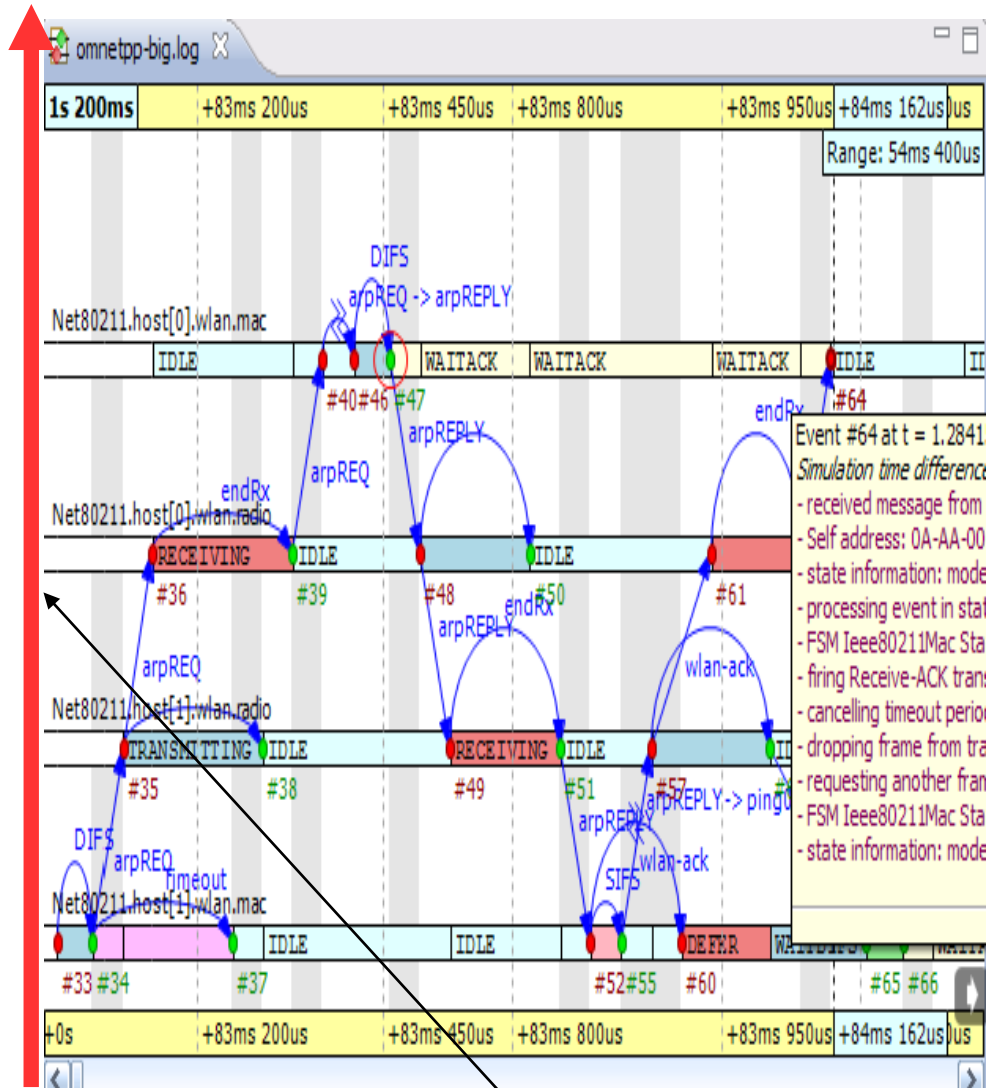 omnetpp-big.log
1s 200ms +83ms 200us +83ms 450us +83ms 800us +83ms 950us +84ms 162us us
Range: 54ms 400us
DIFS
arpREQ -> arpREPLY
Net80211.host[0].wlan.mac
IDLE WAITACK WAITACK WAITACK IDLE
#40 #46 #47 #64
arpREPLY endRx
arpREQ
endRx
Net80211.host[0].wlan.radio
RECEIVING IDLE IDLE
#36 #39 #48 #50 #61
endRx
arpREPLY
arpREQ wlan-ack
Net80211.host[1].wlan.radio
TRANSMITTING IDLE RECEIVING IDLE
#35 #38 #49 #51 #57
arpREPLY -> pingu
arpREPLY
DIFS
arpREQ wlan-ack
timeout SIFS
Net80211.host[1].wlan.mac
IDLE IDLE DEFER
#33 #34 #37 #52 #55 #60 #65 #66
+0s +83ms 200us +83ms 450us +83ms 800us +83ms 950us +84ms 162us us
Event #64 at t = 1.2841
Simulation time difference
- received message from
- Self address: 0A-AA-00
- state information: mode
- processing event in stat
- FSM Ieee80211Mac Sta
- firing Receive-ACK trans
- cancelling timeout period
- dropping frame from tra
- requesting another fram
- FSM Ieee80211Mac Sta
- state information: mode